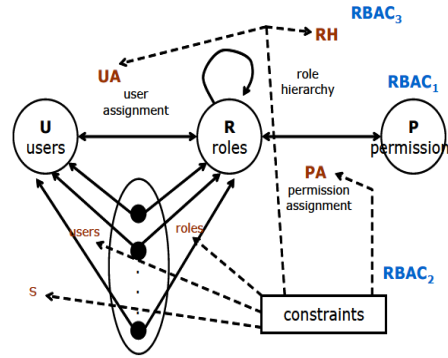 RBAC3
RH
UA
user
assignment
role
hierarchy
RBAC1
U
users
R
roles
P
permission
PA
permission
assignment
users
roles
RBAC2
S
constraints